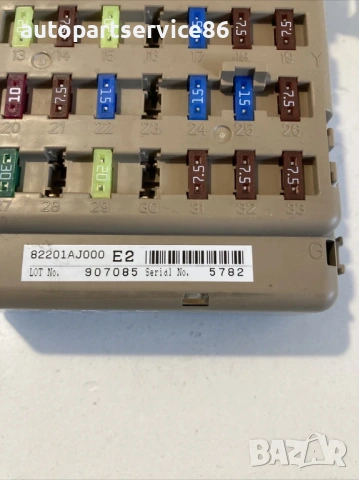 autopartservice86
13 14 15 16 17 18 19
7.5 7.5
Y
10 7.5 15 15 15 7.5
20 21 22 23 24 25 26
30 20 7.5 7.5 7.5
27 28 29 30 31 32 33
G
82201AJ000 E2
LOT No. 907085 Serial No. 5782
BAZAR
bg